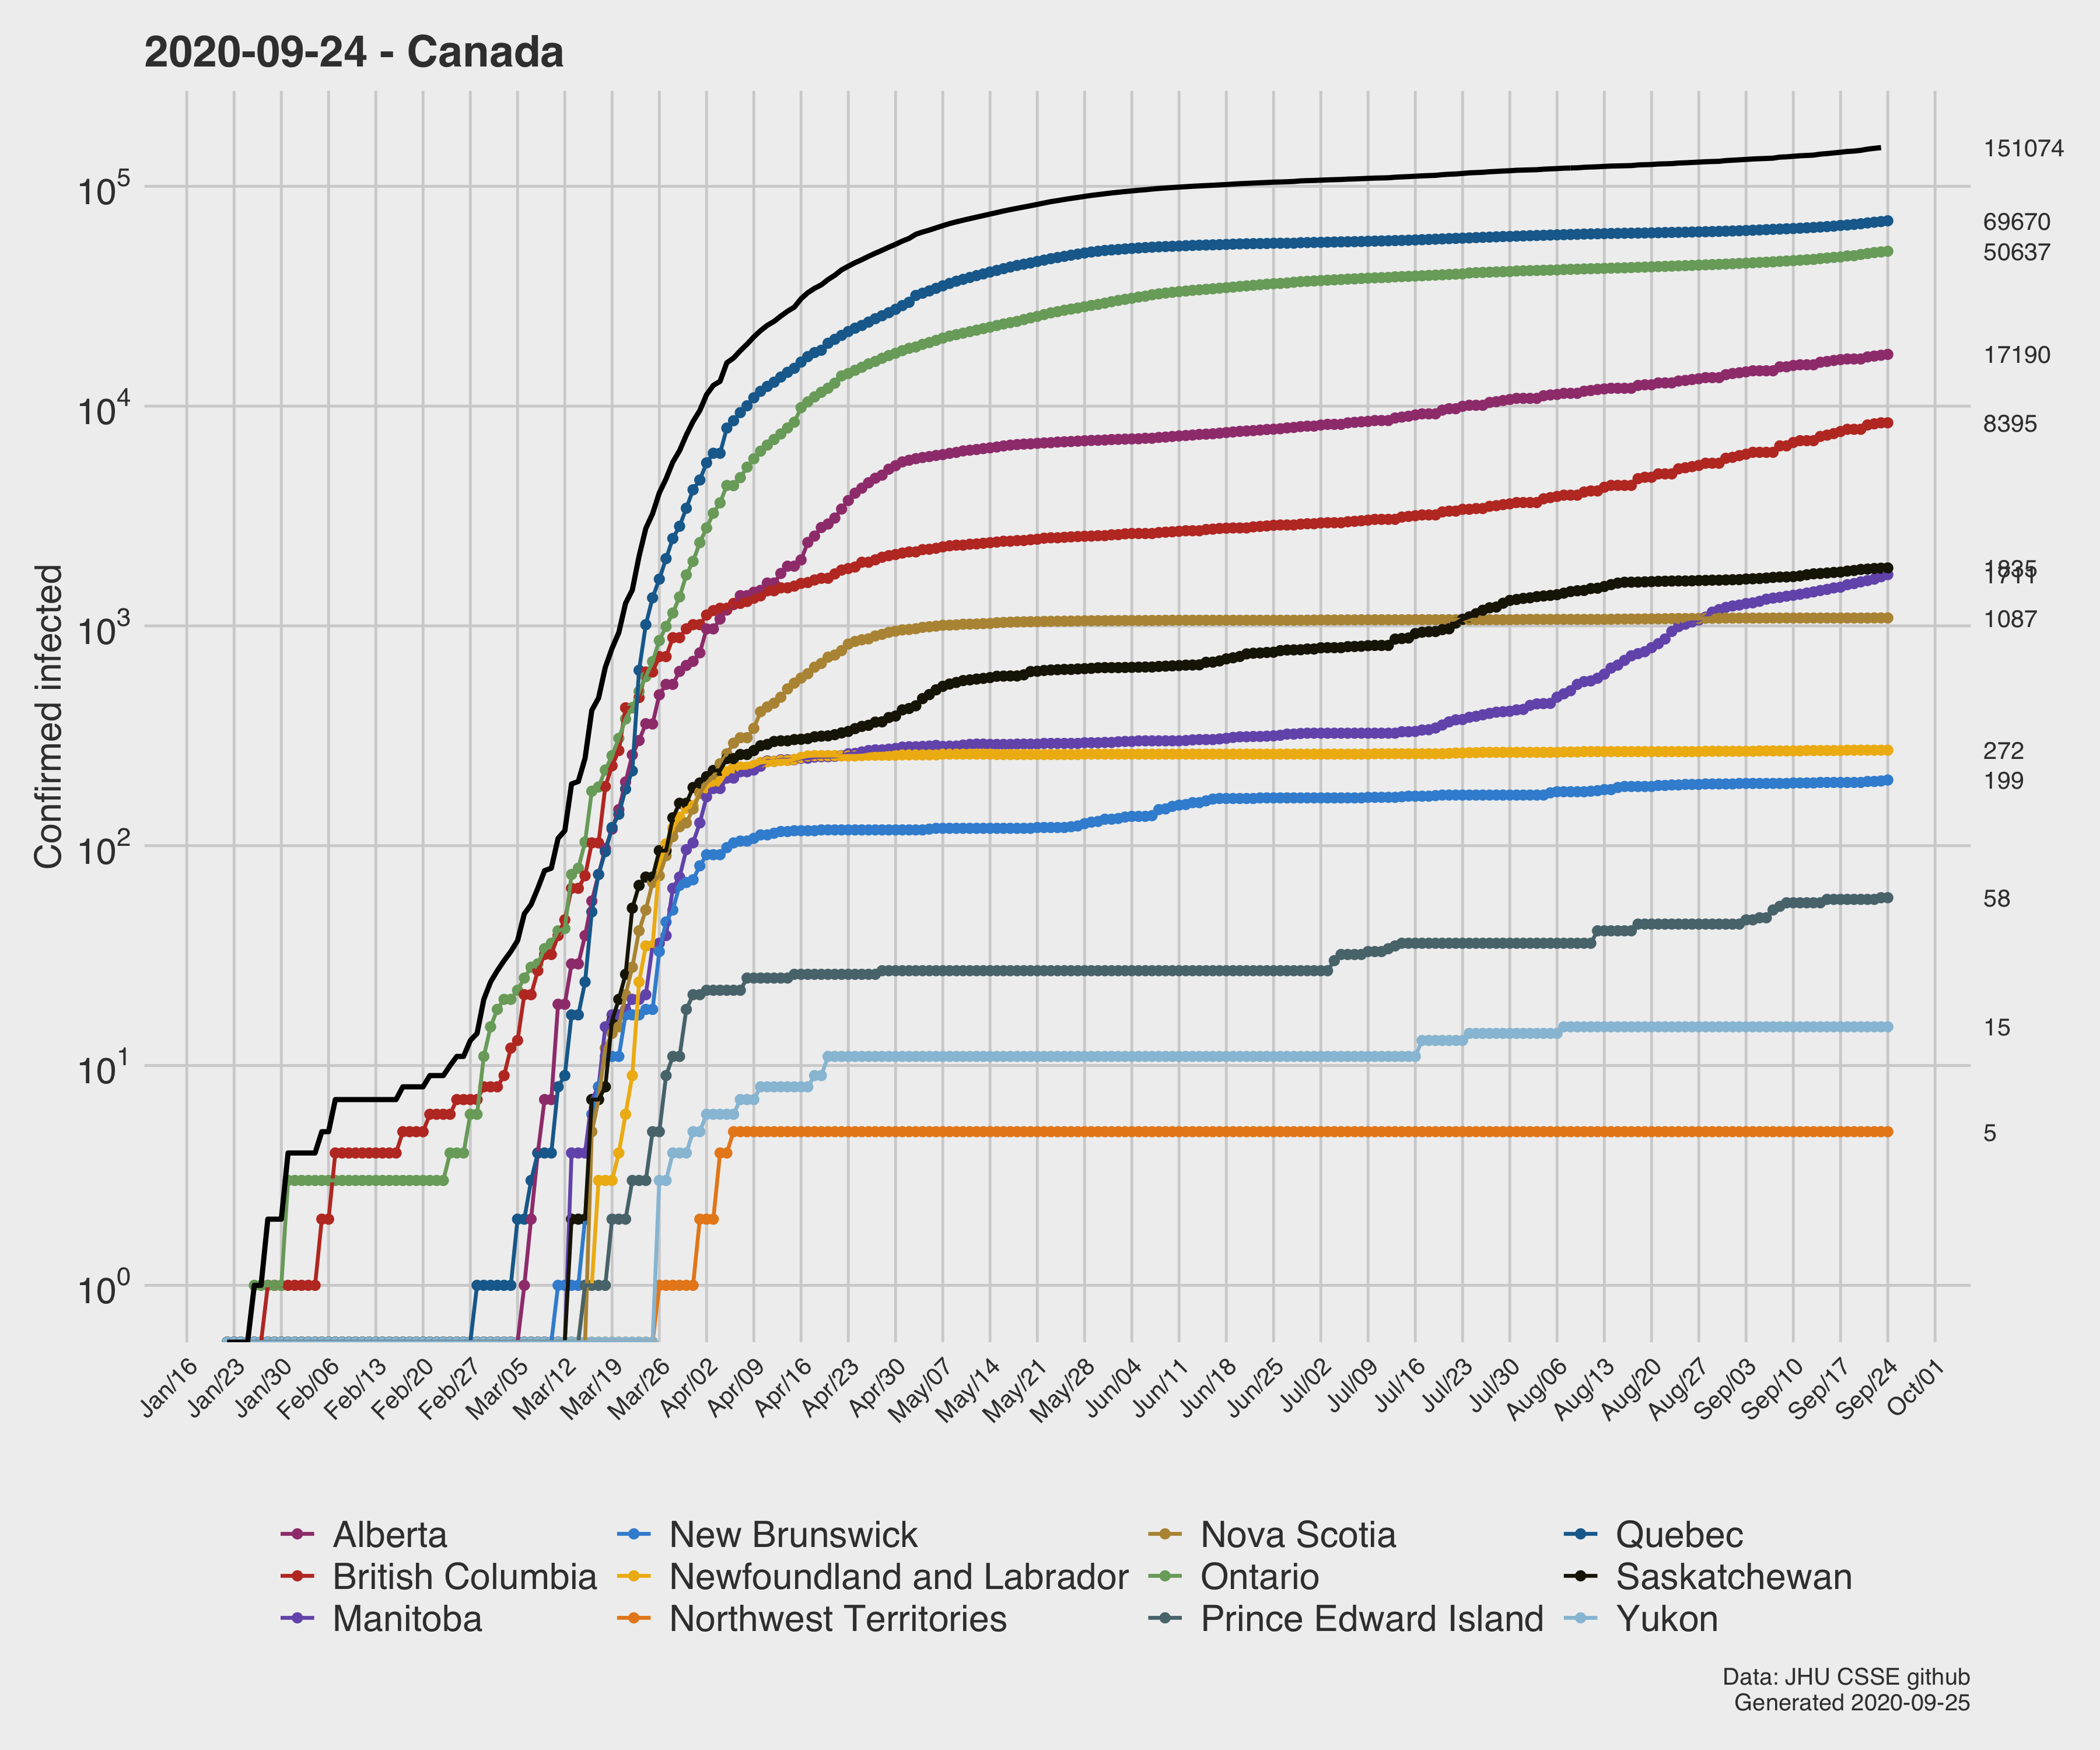 2020-09-24 - Canada
Confirmed infected
10^5
10^4
10^3
10^2
10^1
10^0
151074
69670
50637
17190
8395
1087
272
199
58
15
5
Jan/16
Jan/23
Jan/30
Feb/06
Feb/13
Feb/20
Feb/27
Mar/05
Mar/12
Mar/19
Mar/26
Apr/02
Apr/09
Apr/16
Apr/23
Apr/30
May/07
May/14
May/21
May/28
Jun/04
Jun/11
Jun/18
Jun/25
Jul/02
Jul/09
Jul/16
Jul/23
Jul/30
Aug/06
Aug/13
Aug/20
Aug/27
Sep/03
Sep/10
Sep/17
Sep/24
Oct/01
Alberta
British Columbia
Manitoba
New Brunswick
Newfoundland and Labrador
Northwest Territories
Nova Scotia
Ontario
Prince Edward Island
Quebec
Saskatchewan
Yukon
Data: JHU CSSE github
Generated 2020-09-25